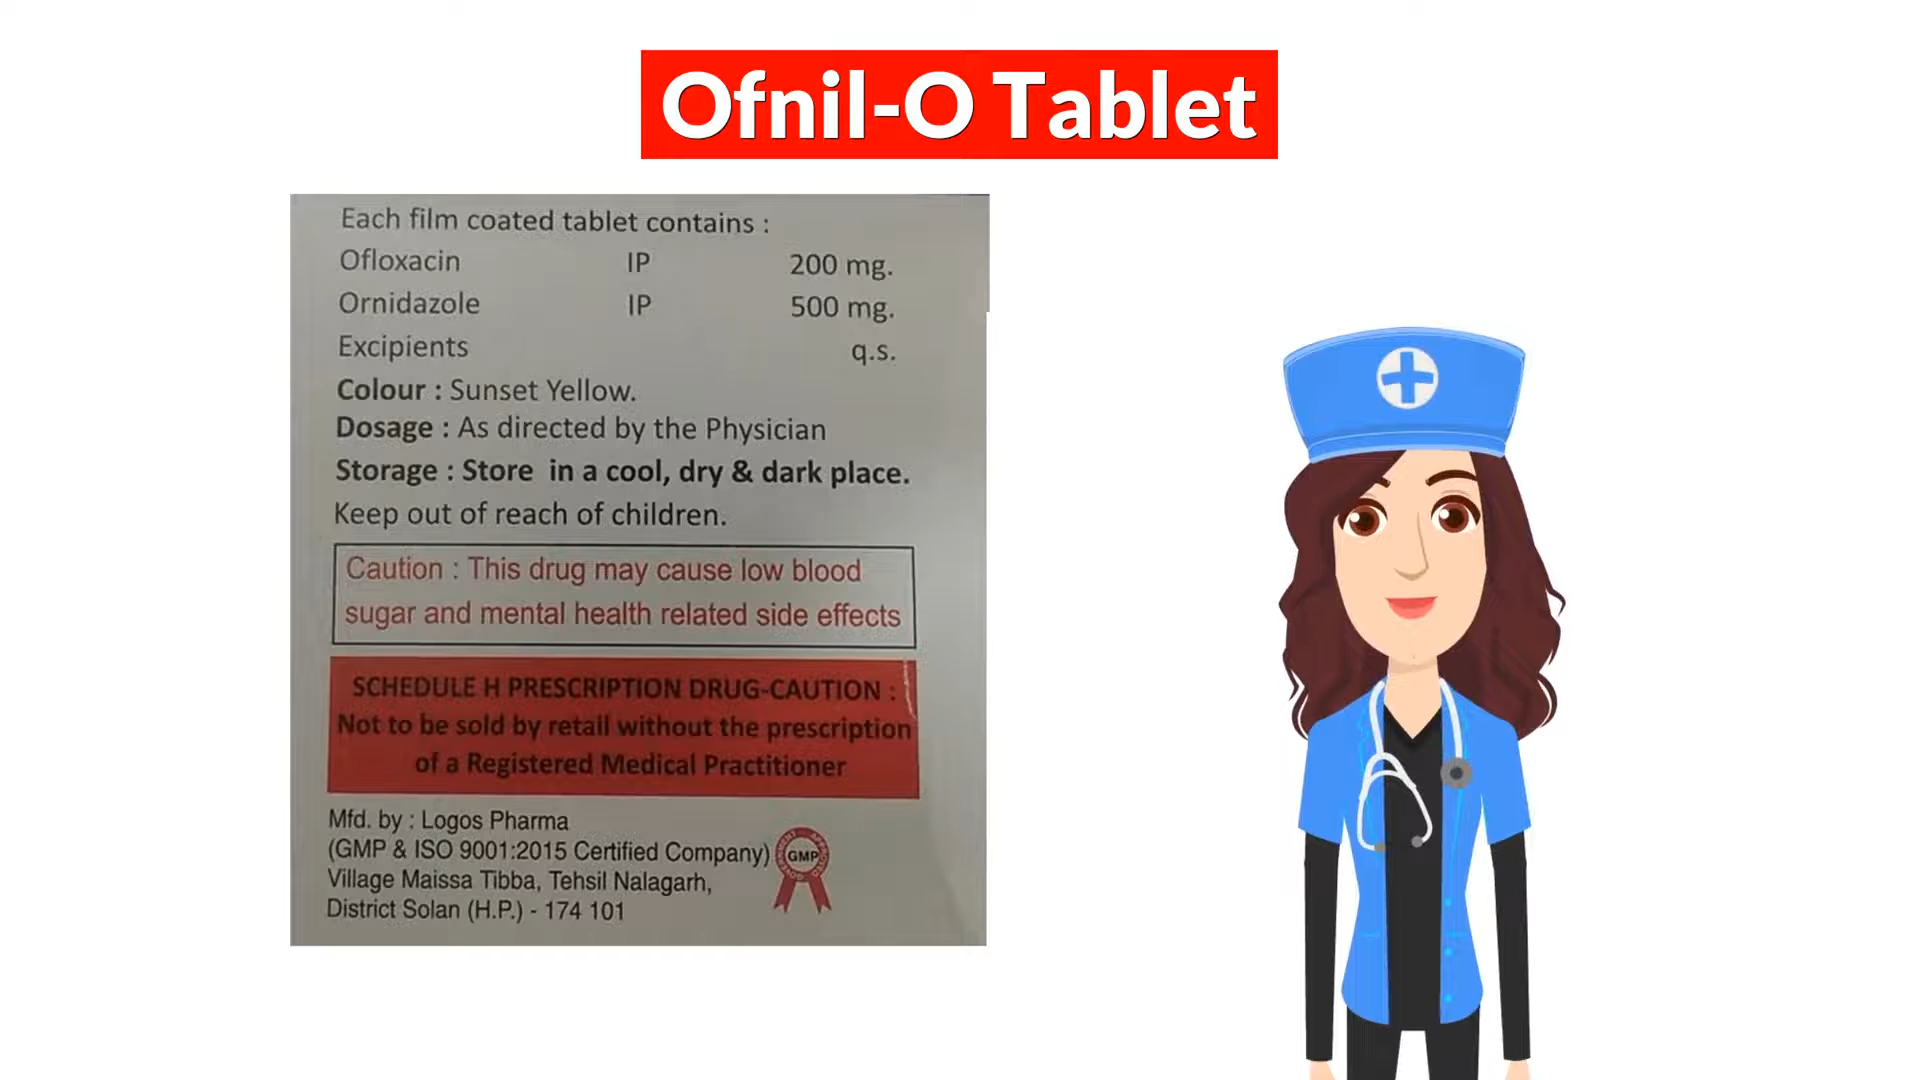 Ofnil-O Tablet
Each film coated tablet contains :
Ofloxacin IP 200 mg.
Ornidazole IP 500 mg.
Excipients q.s.
Colour : Sunset Yellow.
Dosage : As directed by the Physician
Storage : Store in a cool, dry & dark place.
Keep out of reach of children.
Caution : This drug may cause low blood
sugar and mental health related side effects
SCHEDULE H PRESCRIPTION DRUG-CAUTION :
Not to be sold by retail without the prescription
of a Registered Medical Practitioner
Mfd. by : Logos Pharma
(GMP & ISO 9001:2015 Certified Company)
Village Maissa Tibba, Tehsil Nalagarh,
District Solan (H.P.) - 174 101
GMP